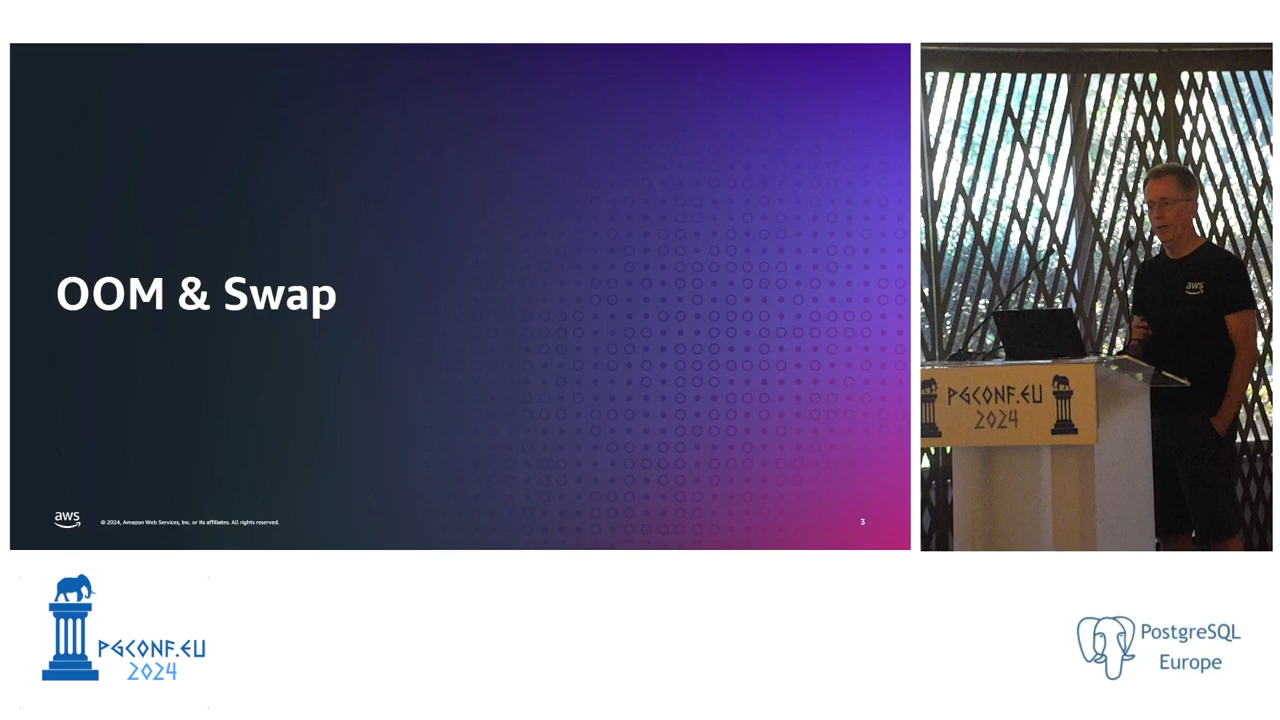 OOM & Swap
aws
© 2024, Amazon Web Services, Inc. or its affiliates. All rights reserved.
3
aws
PGCONF.EU
2024
PGCONF.EU
2024
PostgreSQL
Europe